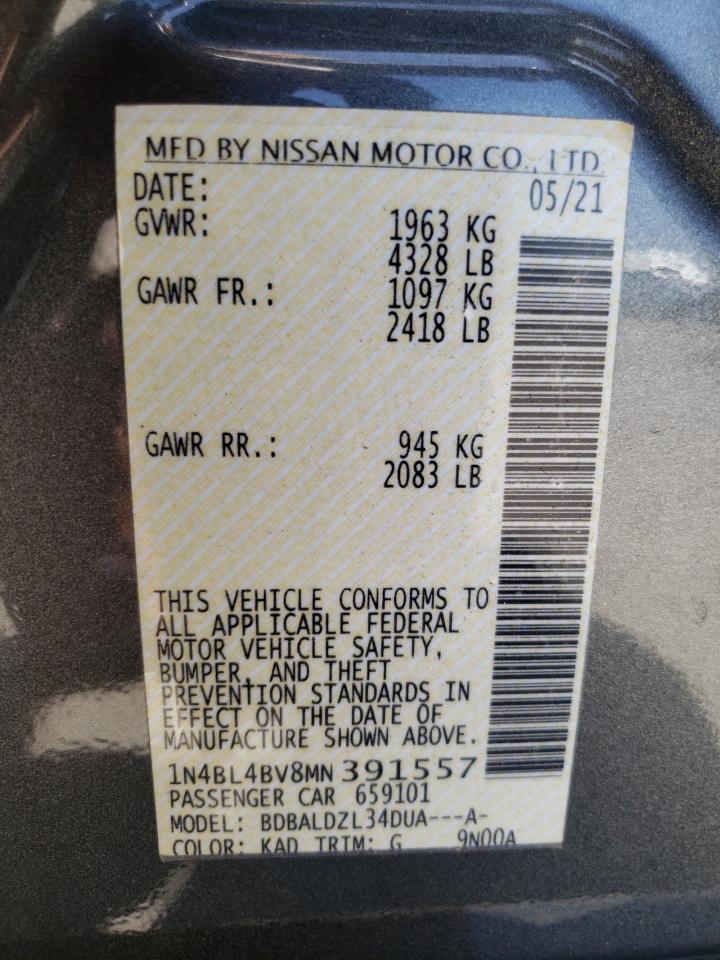 MFD BY NISSAN MOTOR CO., LTD.
DATE: 05/21
GVWR: 1963 KG
4328 LB
GAWR FR.: 1097 KG
2418 LB
GAWR RR.: 945 KG
2083 LB
THIS VEHICLE CONFORMS TO
ALL APPLICABLE FEDERAL
MOTOR VEHICLE SAFETY,
BUMPER, AND THEFT
PREVENTION STANDARDS IN
EFFECT ON THE DATE OF
MANUFACTURE SHOWN ABOVE.
1N4BL4BV8MN 391557
PASSENGER CAR 659101
MODEL: BDBALDZL34DUA---A-
COLOR: KAD TRIM: G 9N00A